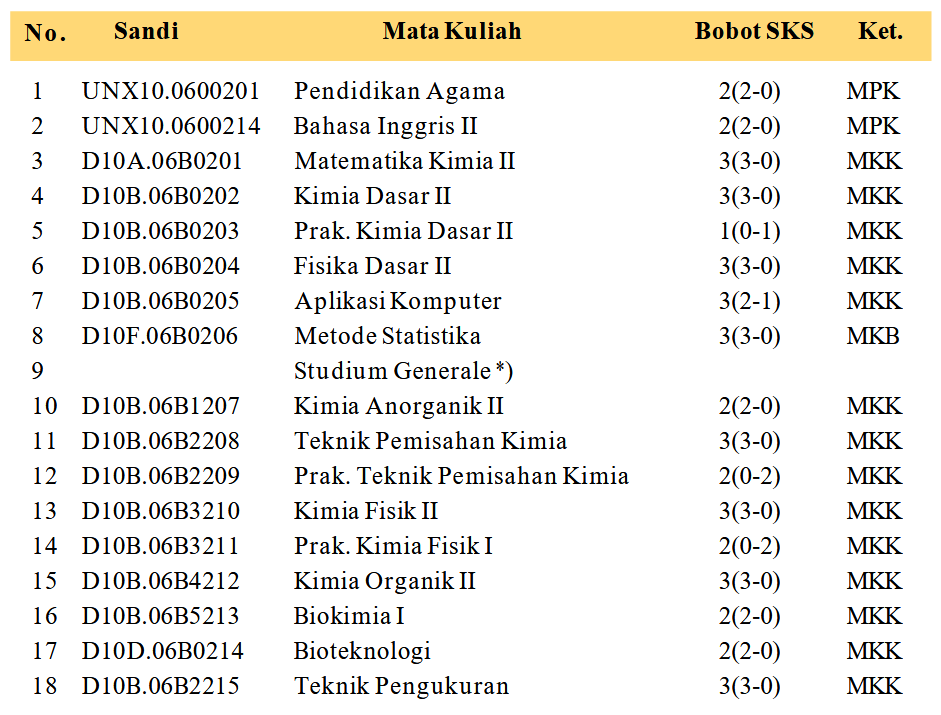 No. Sandi Mata Kuliah Bobot SKS Ket.
1 UNX10.0600201 Pendidikan Agama 2(2-0) MPK
2 UNX10.0600214 Bahasa Inggris II 2(2-0) MPK
3 D10A.06B0201 Matematika Kimia II 3(3-0) MKK
4 D10B.06B0202 Kimia Dasar II 3(3-0) MKK
5 D10B.06B0203 Prak. Kimia Dasar II 1(0-1) MKK
6 D10B.06B0204 Fisika Dasar II 3(3-0) MKK
7 D10B.06B0205 Aplikasi Komputer 3(2-1) MKK
8 D10F.06B0206 Metode Statistika 3(3-0) MKB
9 Studium Generale *)
10 D10B.06B1207 Kimia Anorganik II 2(2-0) MKK
11 D10B.06B2208 Teknik Pemisahan Kimia 3(3-0) MKK
12 D10B.06B2209 Prak. Teknik Pemisahan Kimia 2(0-2) MKK
13 D10B.06B3210 Kimia Fisik II 3(3-0) MKK
14 D10B.06B3211 Prak. Kimia Fisik I 2(0-2) MKK
15 D10B.06B4212 Kimia Organik II 3(3-0) MKK
16 D10B.06B5213 Biokimia I 2(2-0) MKK
17 D10D.06B0214 Bioteknologi 2(2-0) MKK
18 D10B.06B2215 Teknik Pengukuran 3(3-0) MKK